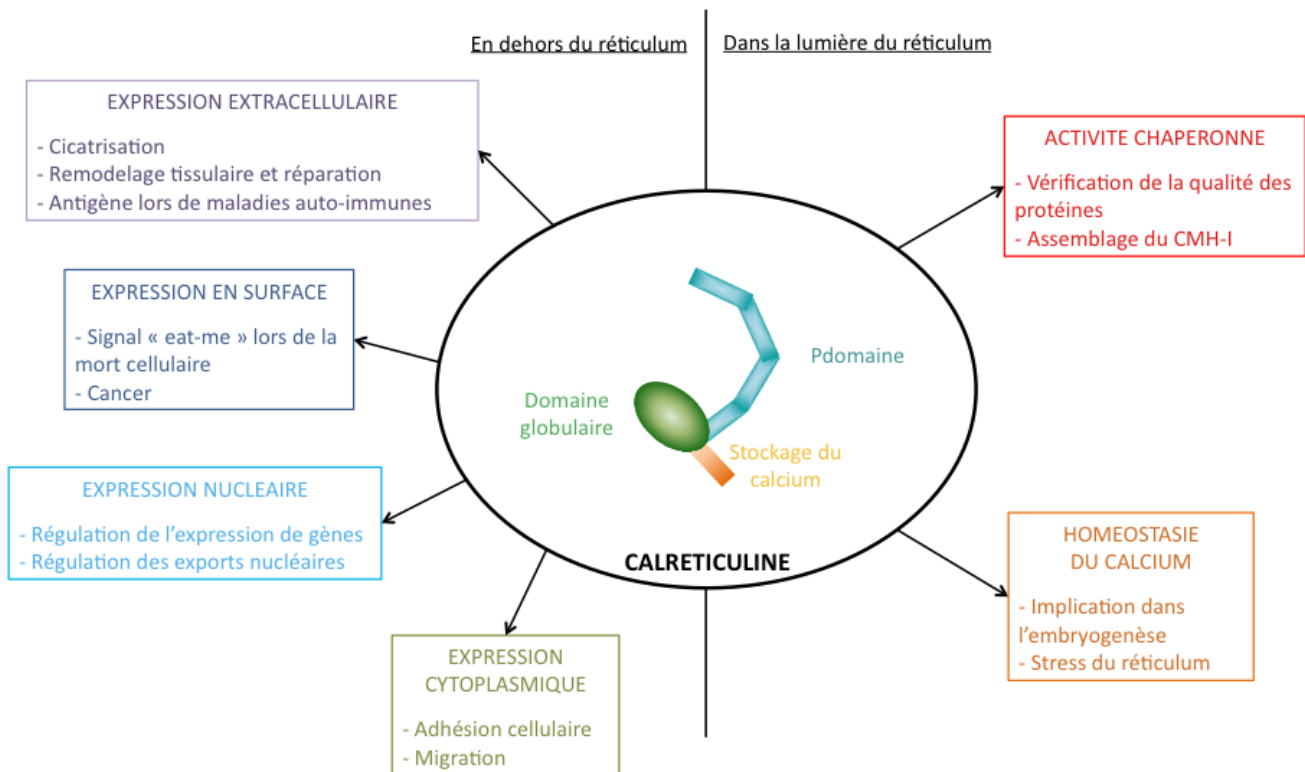 En dehors du réticulum
Dans la lumière du réticulum
EXPRESSION EXTRACELLULAIRE
- Cicatrisation
- Remodelage tissulaire et réparation
- Antigène lors de maladies auto-immunes
ACTIVITE CHAPERONNE
- Vérification de la qualité des
protéines
- Assemblage du CMH-I
EXPRESSION EN SURFACE
- Signal « eat-me » lors de la
mort cellulaire
- Cancer
Pdomaine
Domaine
globulaire
Stockage du
calcium
EXPRESSION NUCLEAIRE
- Régulation de l'expression de gènes
- Régulation des exports nucléaires
CALRETICULINE
HOMEOSTASIE
DU CALCIUM
- Implication dans
l'embryogenèse
- Stress du réticulum
EXPRESSION
CYTOPLASMIQUE
- Adhésion cellulaire
- Migration